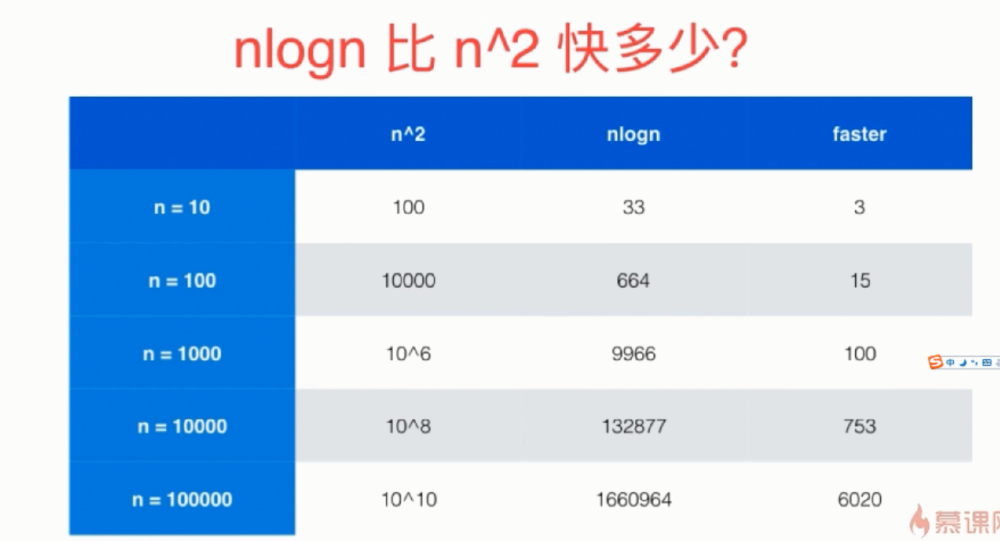 nlogn 比 n^2 快多少?
n^2 nlogn faster
n = 10 100 33 3
n = 100 10000 664 15
n = 1000 10^6 9966 100
中
n = 10000 10^8 132877 753
n = 100000 10^10 1660964 6020
慕课网